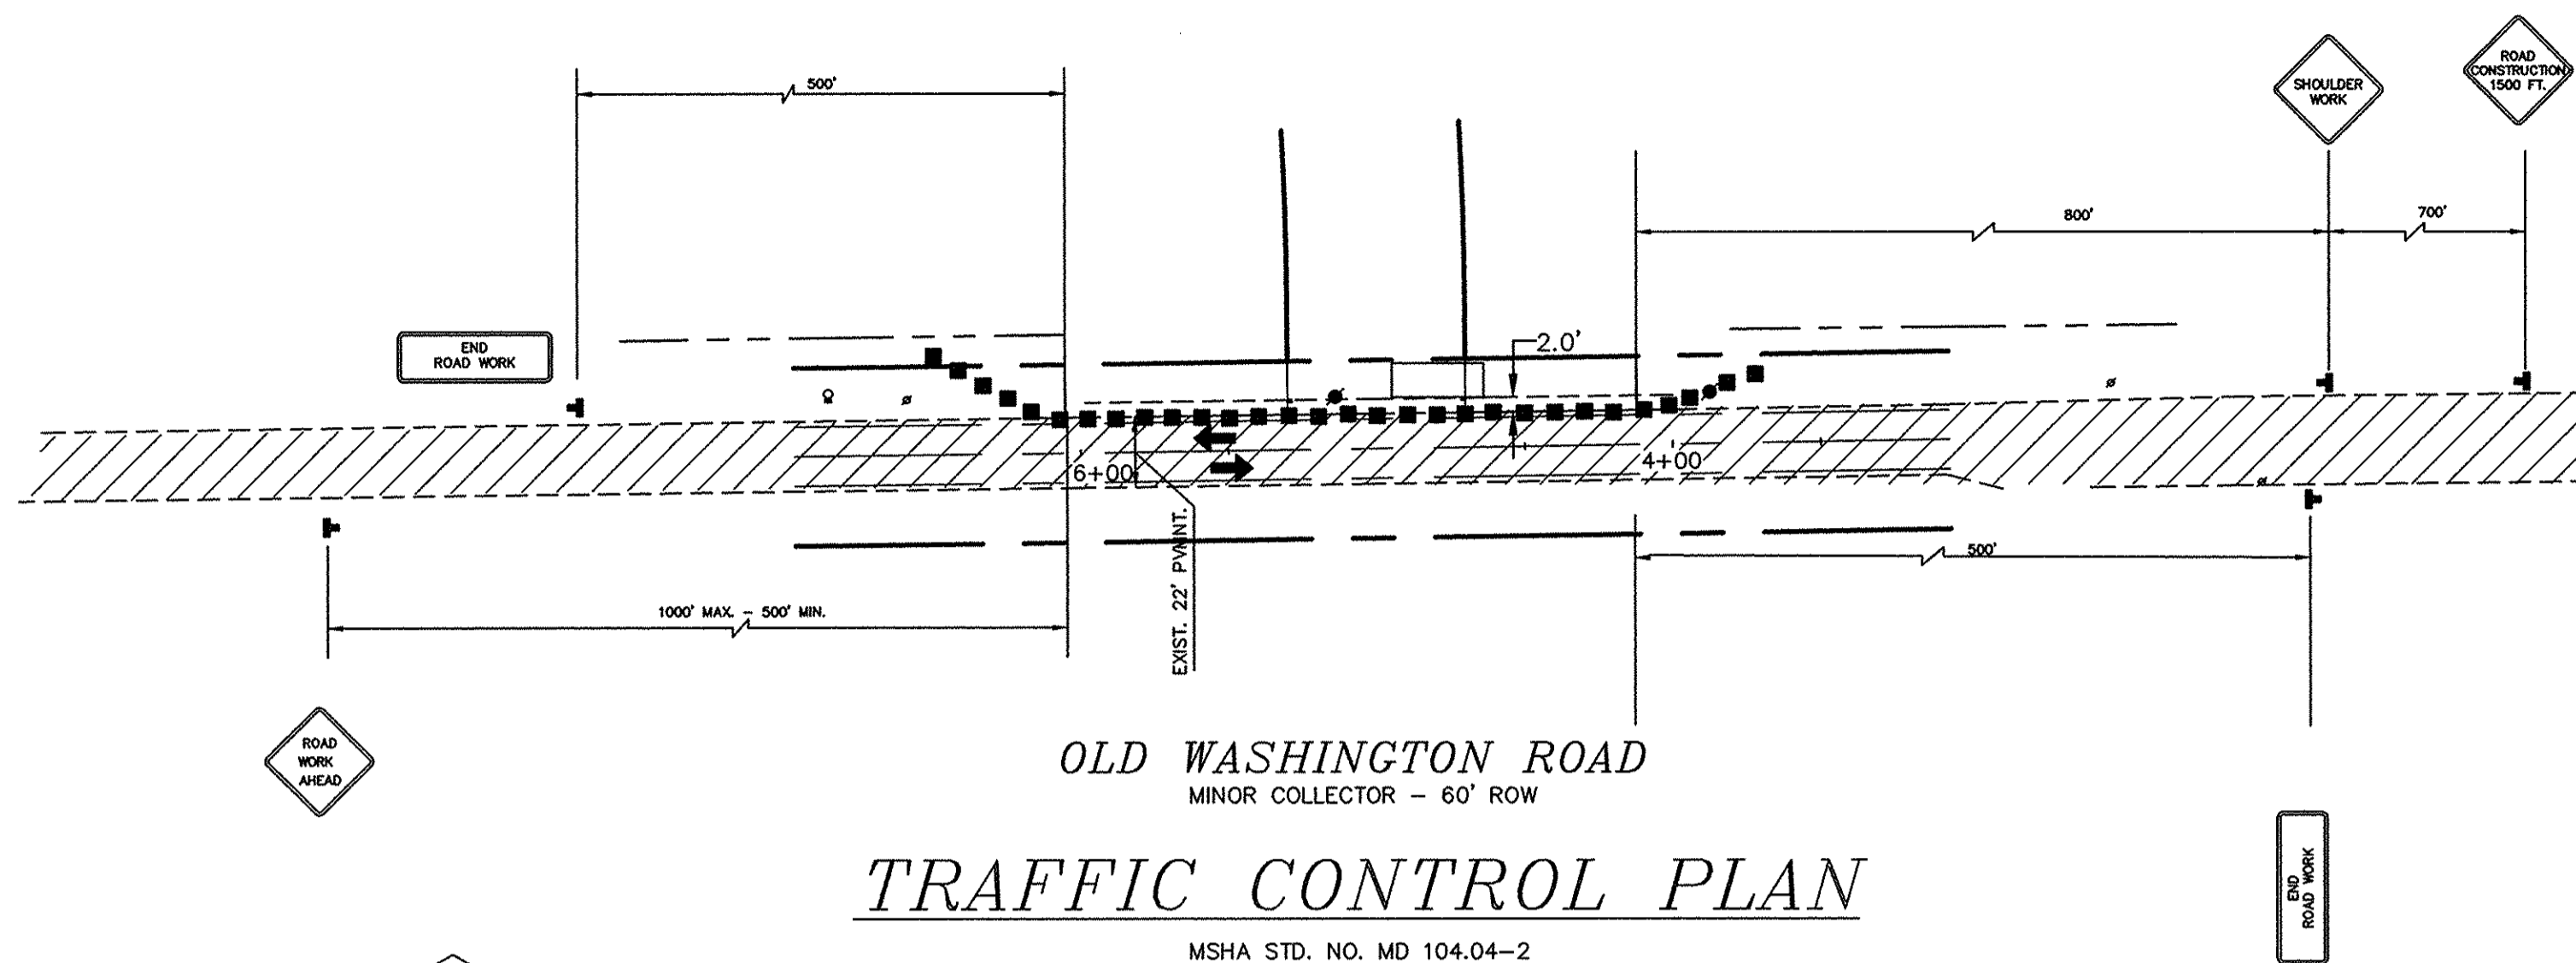 500'
SHOULDER
WORK
ROAD
CONSTRUCTION
1500 FT.
800'
700'
END
ROAD WORK
2.0'
6+00
4+00
EXIST. 22' PVMNT.
500'
1000' MAX. - 500' MIN.
ROAD
WORK
AHEAD
OLD WASHINGTON ROAD
MINOR COLLECTOR - 60' ROW
END
ROAD WORK
TRAFFIC CONTROL PLAN
MSHA STD. NO. MD 104.04-2